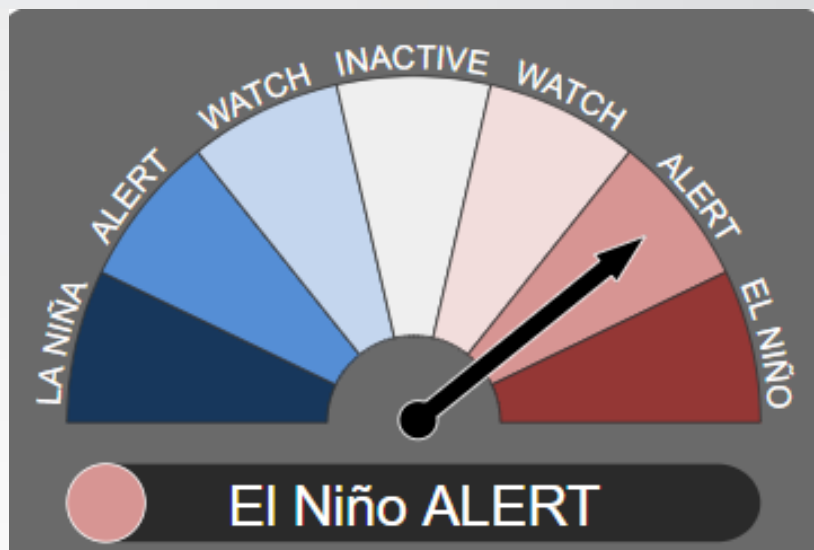 LA NIÑA
ALERT
WATCH
INACTIVE
WATCH
ALERT
EL NIÑO
El Niño ALERT